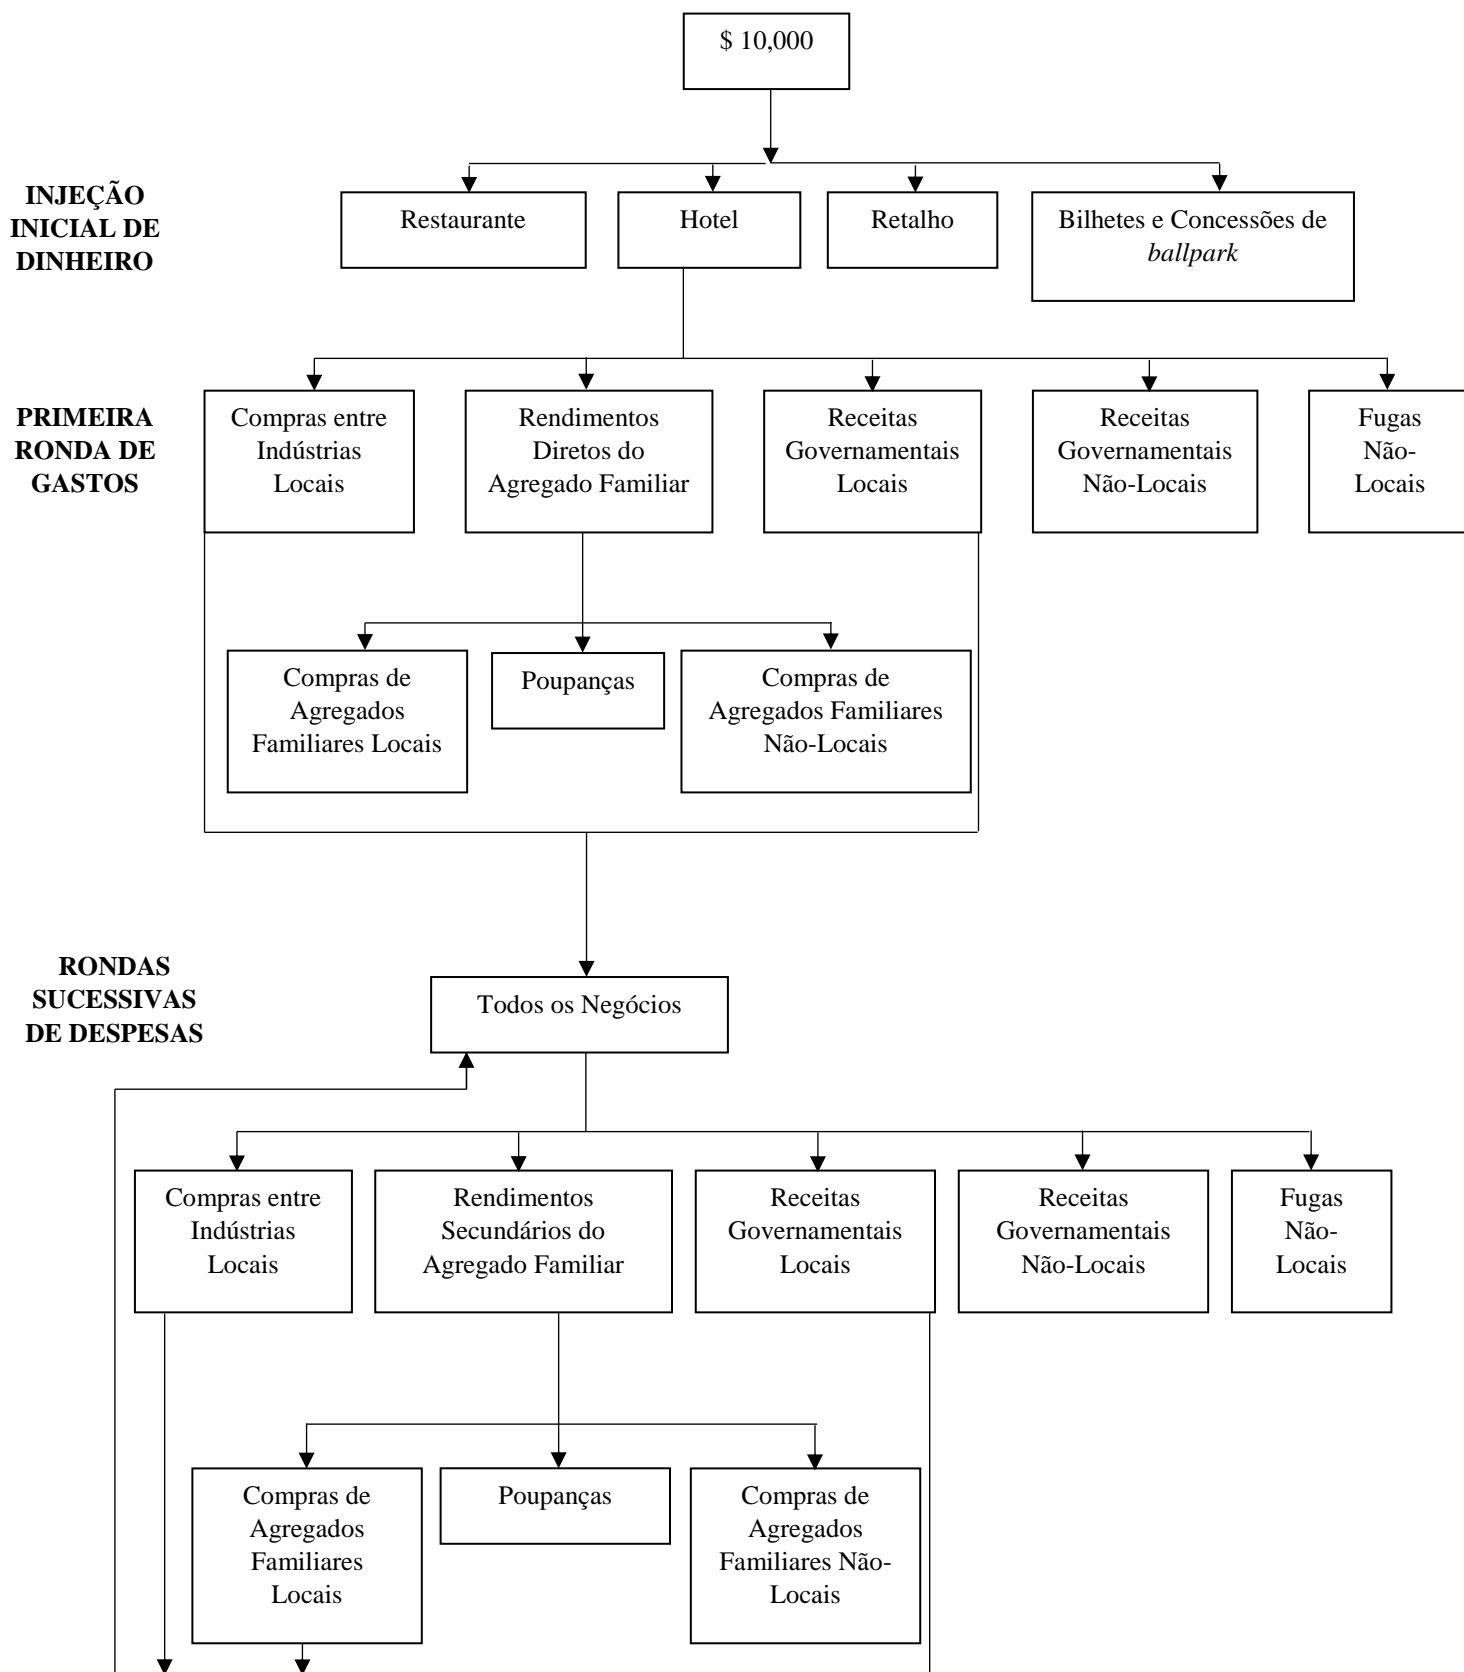 $ 10,000
INJEÇÃO
INICIAL DE
DINHEIRO
Restaurante
Hotel
Retalho
Bilhetes e Concessões de
ballpark
PRIMEIRA
RONDA DE
GASTOS
Compras entre
Indústrias
Locais
Rendimentos
Diretos do
Agregado Familiar
Receitas
Governamentais
Locais
Receitas
Governamentais
Não-Locais
Fugas
Não-
Locais
Compras de
Agregados
Familiares Locais
Poupanças
Compras de
Agregados Familiares
Não-Locais
RONDAS
SUCESSIVAS
DE DESPESAS
Todos os Negócios
Compras entre
Indústrias
Locais
Rendimentos
Secundários do
Agregado Familiar
Receitas
Governamentais
Locais
Receitas
Governamentais
Não-Locais
Fugas
Não-
Locais
Compras de
Agregados
Familiares
Locais
Poupanças
Compras de
Agregados
Familiares Não-
Locais